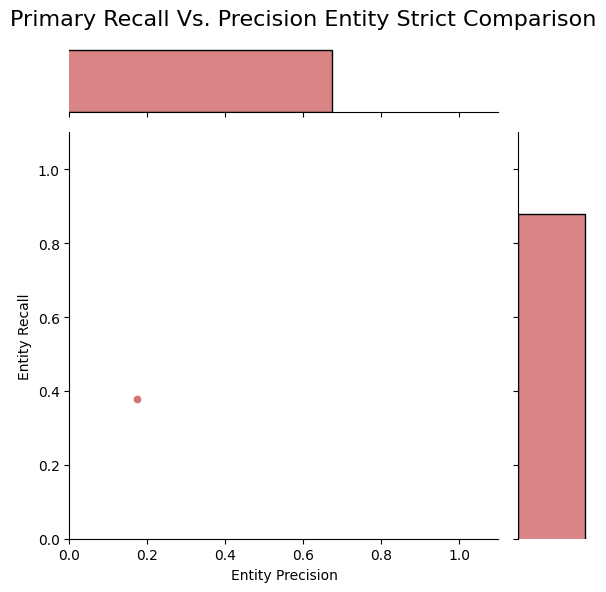 Primary Recall Vs. Precision Entity Strict Comparison
1.0
0.8
0.6
0.4
0.2
0.0
Entity Recall
0.0 0.2 0.4 0.6 0.8 1.0
Entity Precision